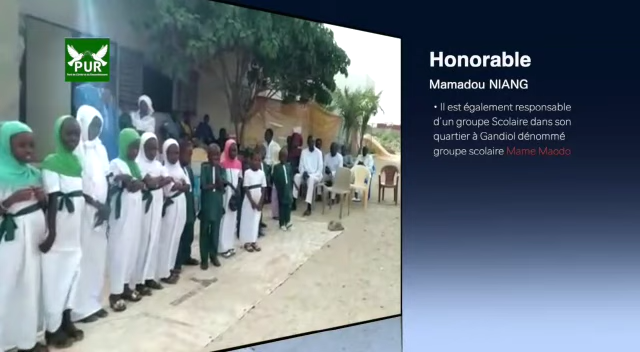 PUR
Honorable
Mamadou NIANG
• Il est également responsable
d'un groupe Scolaire dans son
quartier à Gandiol dénommé
groupe scolaire Mame Maodo